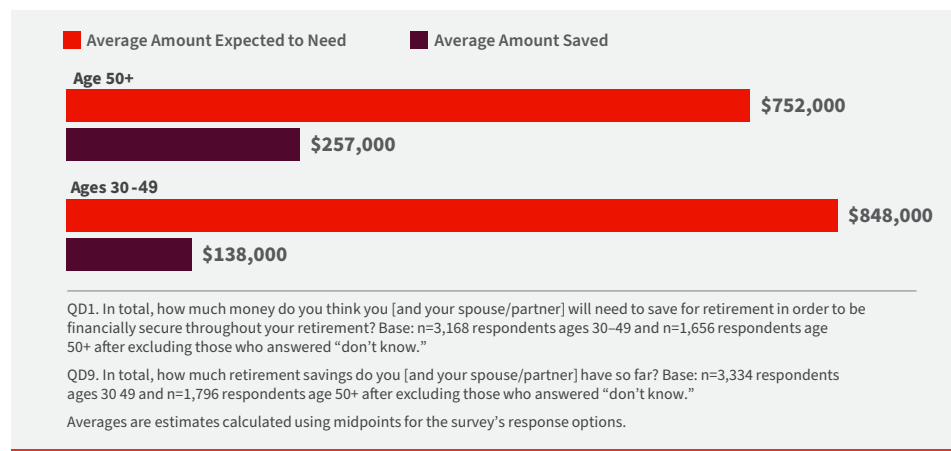 Average Amount Expected to Need Average Amount Saved
Age 50+
$752,000
$257,000
Ages 30-49
$848,000
$138,000
QD1. In total, how much money do you think you [and your spouse/partner] will need to save for retirement in order to be
financially secure throughout your retirement? Base: n=3,168 respondents ages 30–49 and n=1,656 respondents age
50+ after excluding those who answered “don’t know.”
QD9. In total, how much retirement savings do you [and your spouse/partner] have so far? Base: n=3,334 respondents
ages 30 49 and n=1,796 respondents age 50+ after excluding those who answered “don’t know.”
Averages are estimates calculated using midpoints for the survey’s response options.